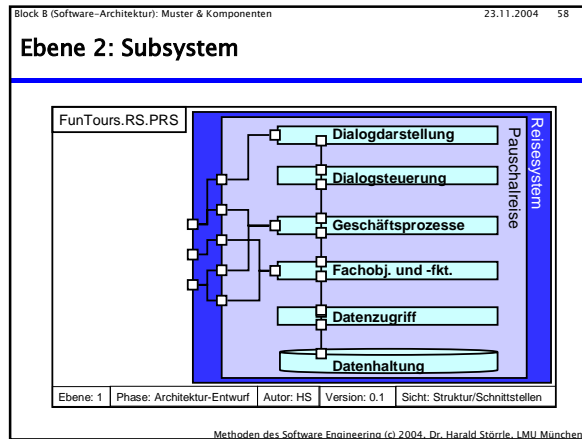 Block B (Software-Architektur): Muster & Komponenten 23.11.2004 58
Ebene 2: Subsystem
FunTours.RS.PRS
Reisesystem
Pauschalreise
Dialogdarstellung
Dialogsteuerung
Geschäftsprozesse
Fachobj. und -fkt.
Datenzugriff
Datenhaltung
Ebene: 1 Phase: Architektur-Entwurf Autor: HS Version: 0.1 Sicht: Struktur/Schnittstellen
Methoden des Software Engineering (c) 2004, Dr. Harald Störrle, LMU München